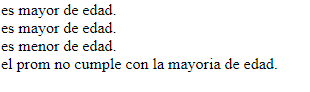 es mayor de edad.
es mayor de edad.
es menor de edad.
el prom no cumple con la mayoria de edad.